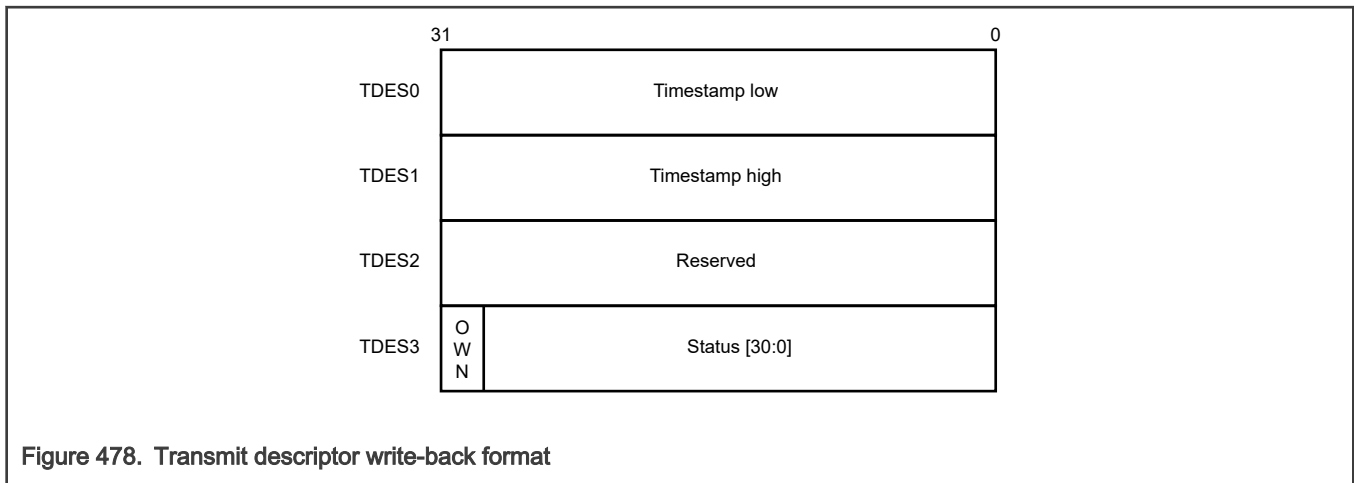 31 0
TDES0 Timestamp low
TDES1 Timestamp high
TDES2 Reserved
TDES3 OWN Status [30:0]
Figure 478. Transmit descriptor write-back format